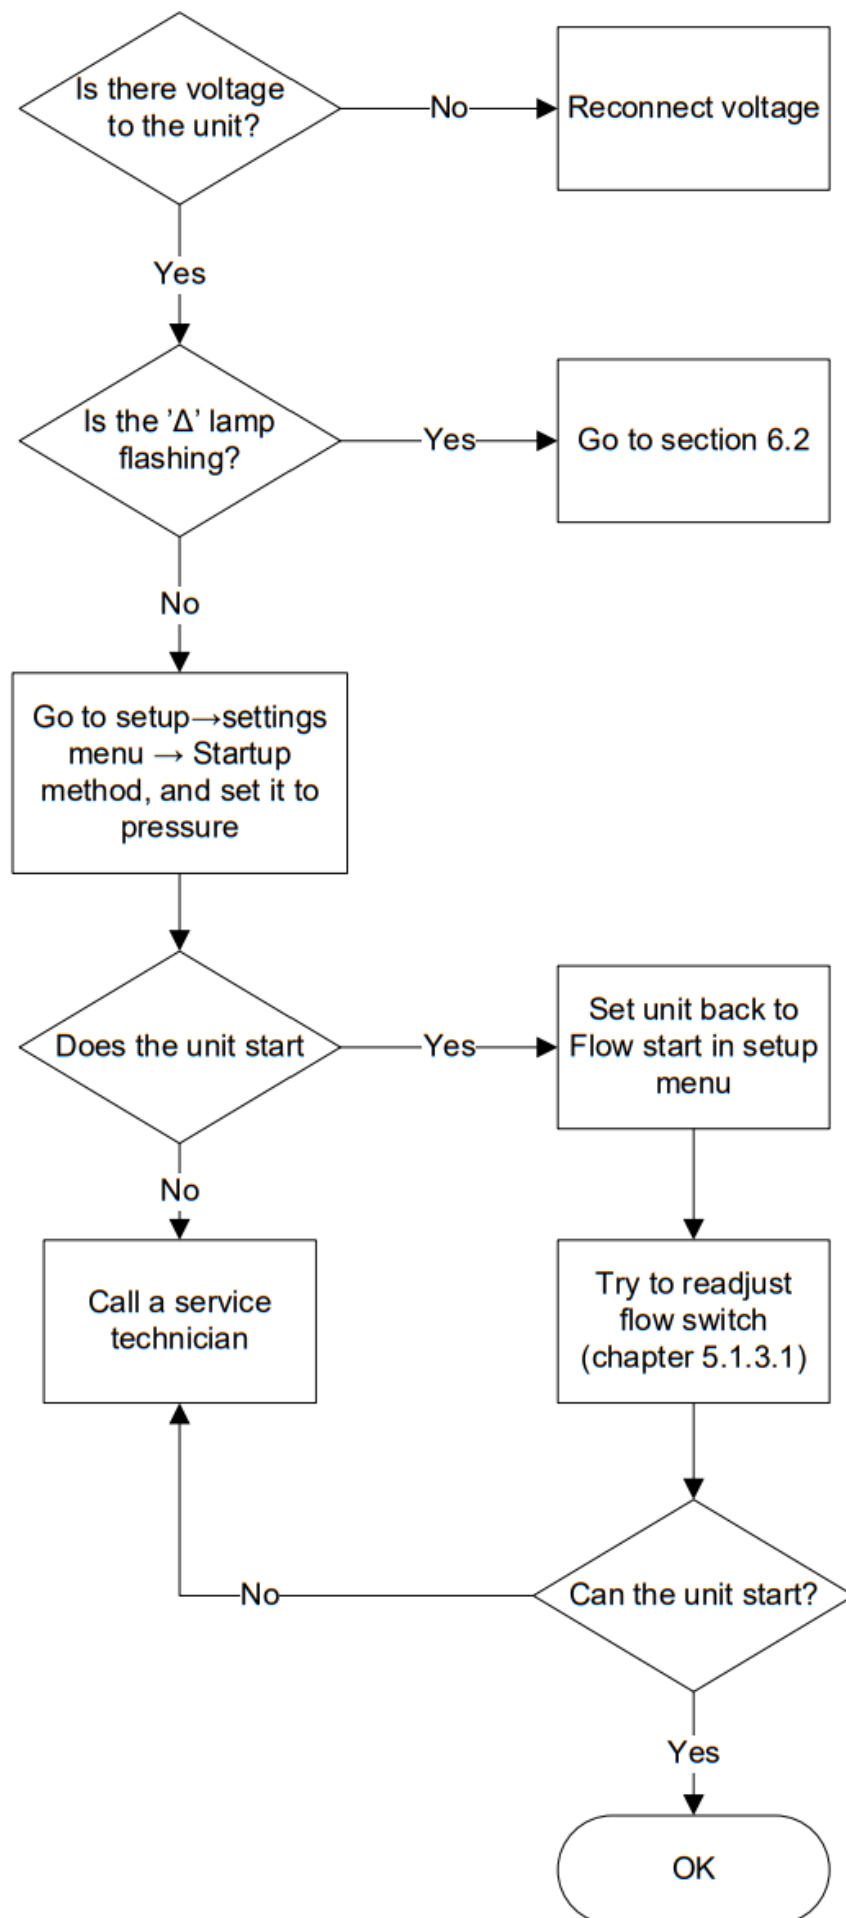 Is there voltage
to the unit?
No
Reconnect voltage
Yes
Is the ’Δ’ lamp
flashing?
Yes
Go to section 6.2
No
Go to setup→settings
menu → Startup
method, and set it to
pressure
Does the unit start
Yes
Set unit back to
Flow start in setup
menu
No
Call a service
technician
Try to readjust
flow switch
(chapter 5.1.3.1)
Can the unit start?
No
Yes
OK